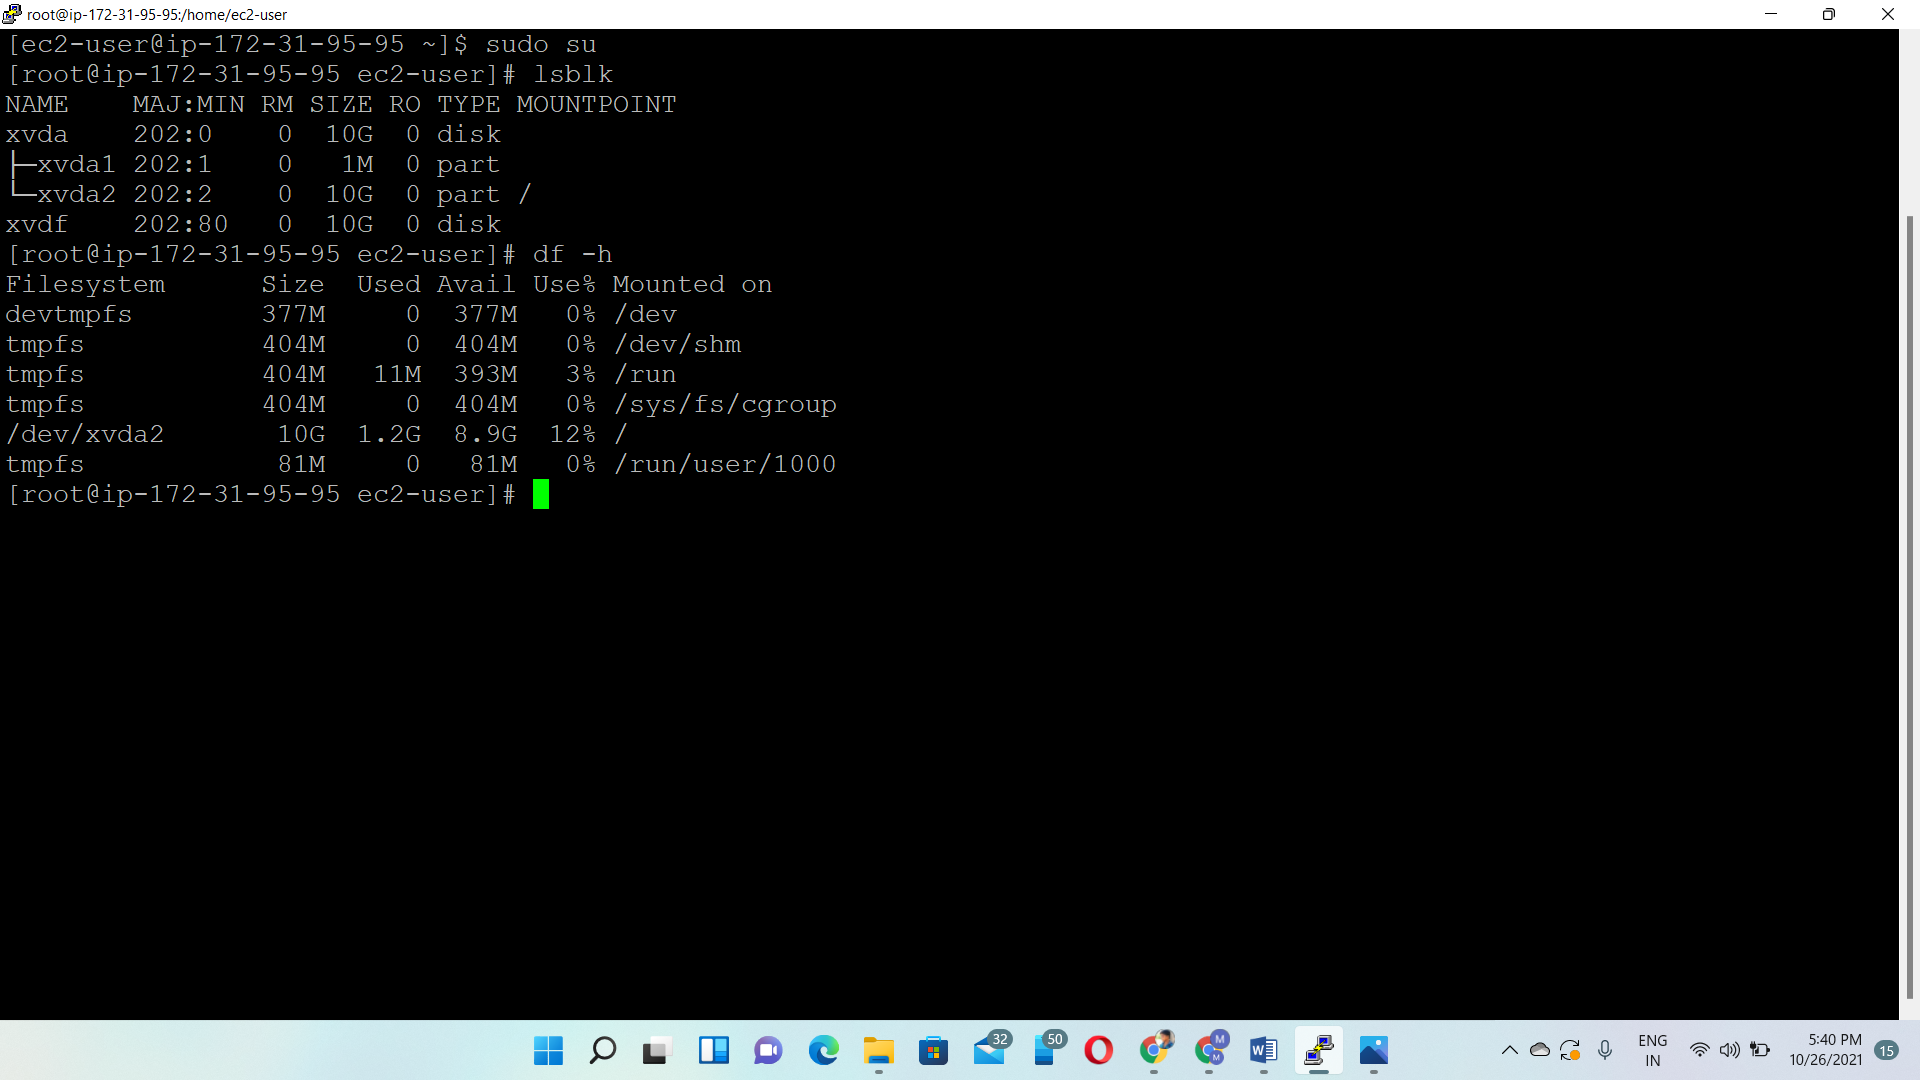 root@ip-172-31-95-95:/home/ec2-user
[ec2-user@ip-172-31-95-95 ~]$ sudo su
[root@ip-172-31-95-95 ec2-user]# lsblk
NAME    MAJ:MIN RM SIZE RO TYPE MOUNTPOINT
xvda    202:0    0  10G  0 disk
├─xvda1 202:1    0   1M  0 part
└─xvda2 202:2    0  10G  0 part /
xvdf    202:80   0  10G  0 disk
[root@ip-172-31-95-95 ec2-user]# df -h
Filesystem      Size  Used Avail Use% Mounted on
devtmpfs        377M     0  377M   0% /dev
tmpfs           404M     0  404M   0% /dev/shm
tmpfs           404M   11M  393M   3% /run
tmpfs           404M     0  404M   0% /sys/fs/cgroup
/dev/xvda2       10G  1.2G  8.9G  12% /
tmpfs            81M     0   81M   0% /run/user/1000
[root@ip-172-31-95-95 ec2-user]#
32
50
M
M
W
ENG
IN
5:40 PM
10/26/2021
15